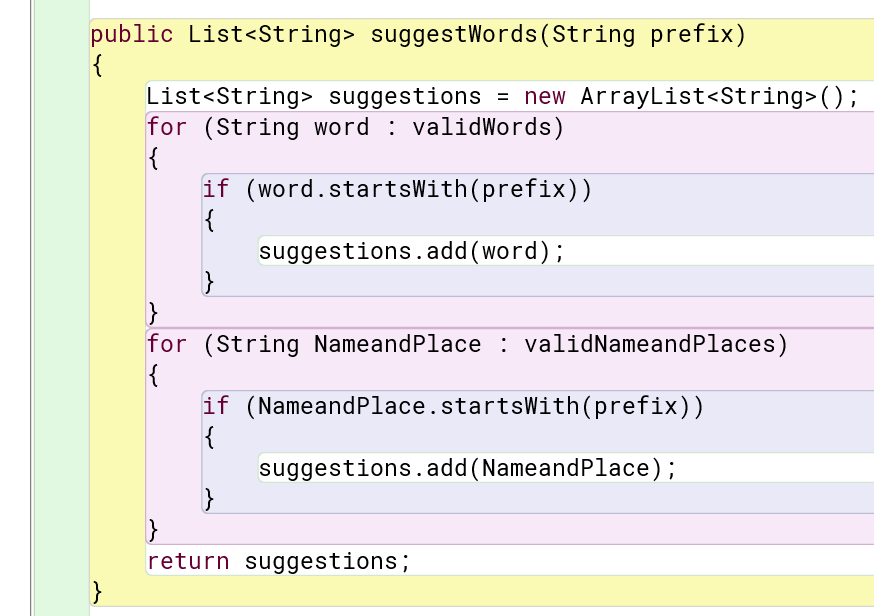 public List<String> suggestWords(String prefix)
{
List<String> suggestions = new ArrayList<String>();
for (String word : validWords)
{
if (word.startsWith(prefix))
{
suggestions.add(word);
}
}
for (String NameandPlace : validNameandPlaces)
{
if (NameandPlace.startsWith(prefix))
{
suggestions.add(NameandPlace);
}
}
return suggestions;
}